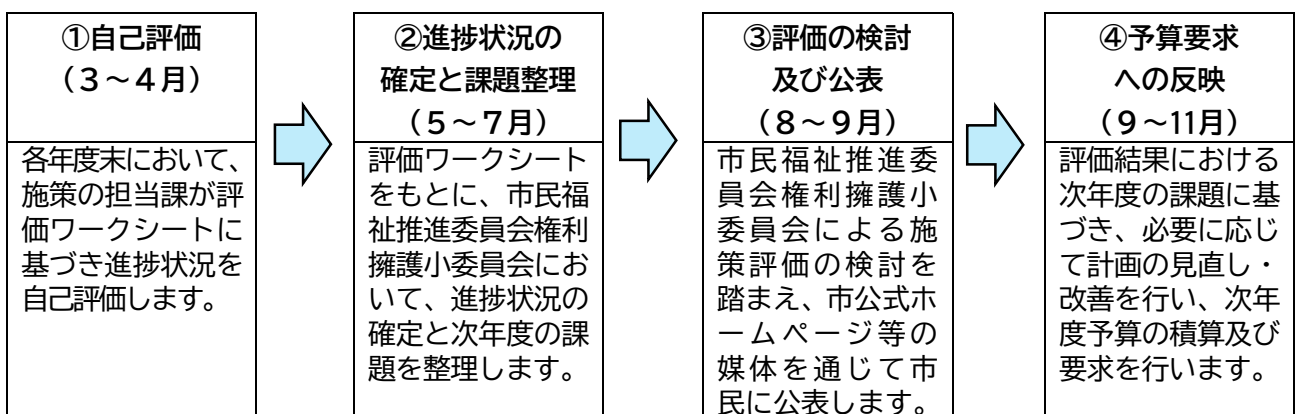 ①自己評価
(3~4月)
各年度末において、
施策の担当課が評
価ワークシートに
基づき進捗状況を
自己評価します。
②進捗状況の
確定と課題整理
(5~7月)
評価ワークシート
をもとに、市民福
祉推進委員会権利
擁護小委員会にお
いて、進捗状況の
確定と次年度の課
題を整理します。
③評価の検討
及び公表
(8~9月)
市民福祉推進委
員会権利擁護小
委員会による施
策評価の検討を
踏まえ、市公式ホ
ームページ等の
媒体を通じて市
民に公表します。
④予算要求
への反映
(9~11月)
評価結果における
次年度の課題に基
づき、必要に応じ
て計画の見直し・
改善を行い、次年
度予算の積算及び
要求を行います。